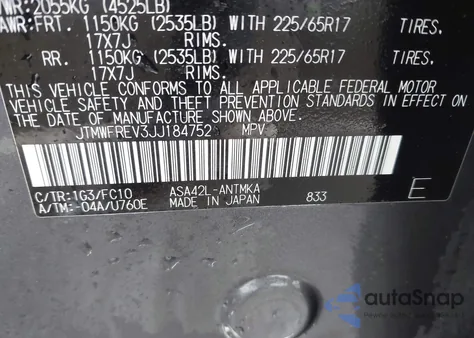 WR: 2055KG (4525LB)
AWR: FRT. 1150KG (2535LB) WITH 225/65R17 TIRES,
17X7J RIMS.
RR. 1150KG (2535LB) WITH 225/65R17 TIRES,
17X7J RIMS.
THIS VEHICLE CONFORMS TO ALL APPLICABLE FEDERAL MOTOR
VEHICLE SAFETY AND THEFT PREVENTION STANDARDS IN EFFECT ON
THE DATE OF MANUFACTURE SHOWN ABOVE.
JTMWFREV3JJ184752 MPV
C/TR:1G3/FC10 ASA42L-ANTMKA
A/TM:-04A/U760E MADE IN JAPAN 833 E
autoSnap